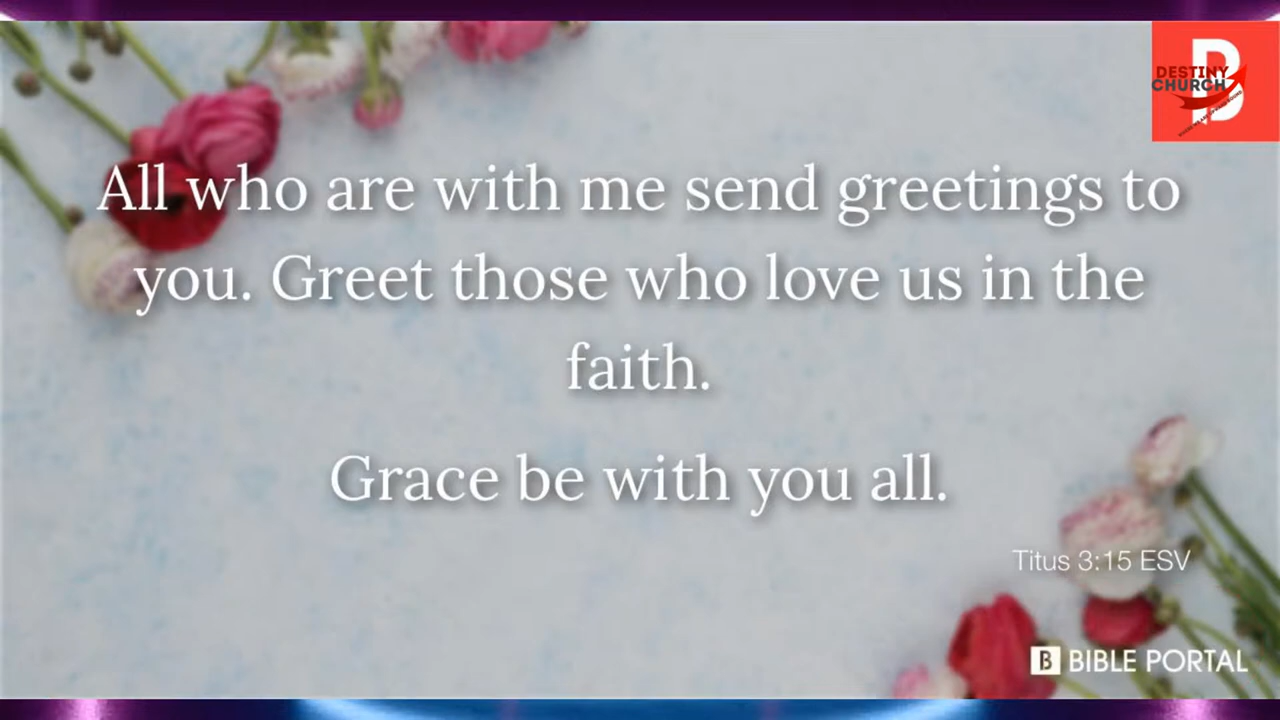 DESTINY
CHURCH
All who are with me send greetings to
you. Greet those who love us in the
faith.
Grace be with you all.
Titus 3:15 ESV
B BIBLE PORTAL